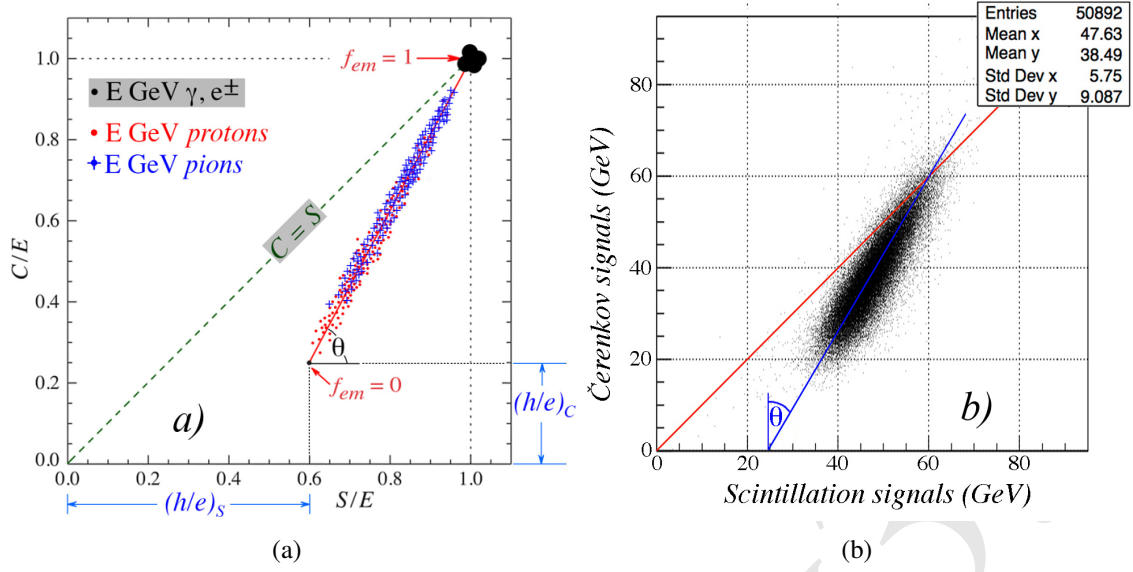 1.0
0.8
0.6
0.4
0.2
0.0
C/E
f_em = 1
• E GeV γ, e±
• E GeV protons
E GeV pions
C = S
θ
f_em = 0
a)
(h/e)_C
0.0 0.2 0.4 0.6 0.8 1.0
(h/e)_S
S/E
(a)
Entries 50892
Mean x 47.63
Mean y 38.49
Std Dev x 5.75
Std Dev y 9.087
80
60
40
20
0
Čerenkov signals (GeV)
θ
b)
0 20 40 60 80
Scintillation signals (GeV)
(b)